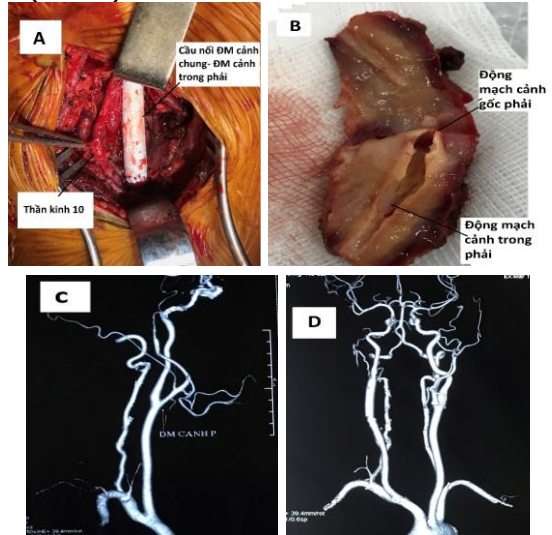 A
Cầu nối ĐM cảnh
chung- ĐM cảnh
trong phải
Thần kinh 10
B
Động
mạch cảnh
gốc phải
Động mạch
cảnh trong
phải
C
DM CANH P
D